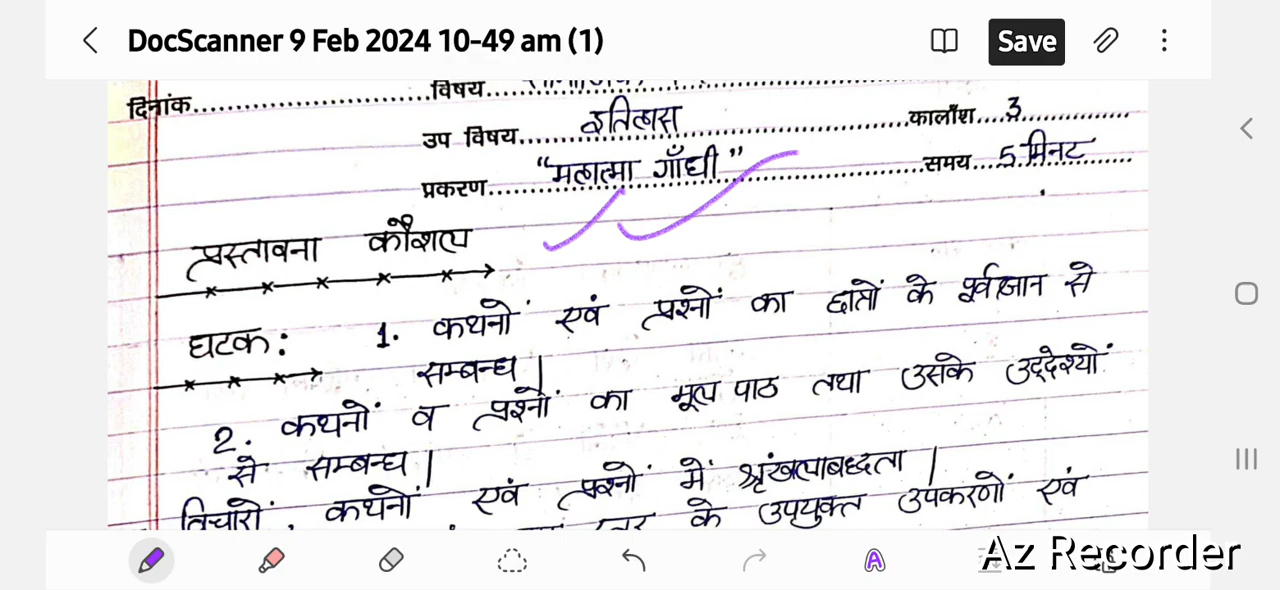 DocScanner 9 Feb 2024 10-49 am (1)
Save
दिनांक.............................विषय.....
उप विषय..... इतिहास ..........कालाँश..3..........
प्रकरण........"महात्मा गाँधी"..........समय...5 मिनट......
प्रस्तावना कौशल
घटक: 1. कथनों एवं प्रश्नों का छात्रों के पूर्वज्ञान से
सम्बन्ध |
2. कथनों व प्रश्नों का मूल पाठ तथा उसके उद्देश्यों
से सम्बन्ध |
विचारों, कथनों एवं प्रश्नों में श्रृंखलाबद्धता |
के उपयुक्त उपकरणों एवं
Az Recorder